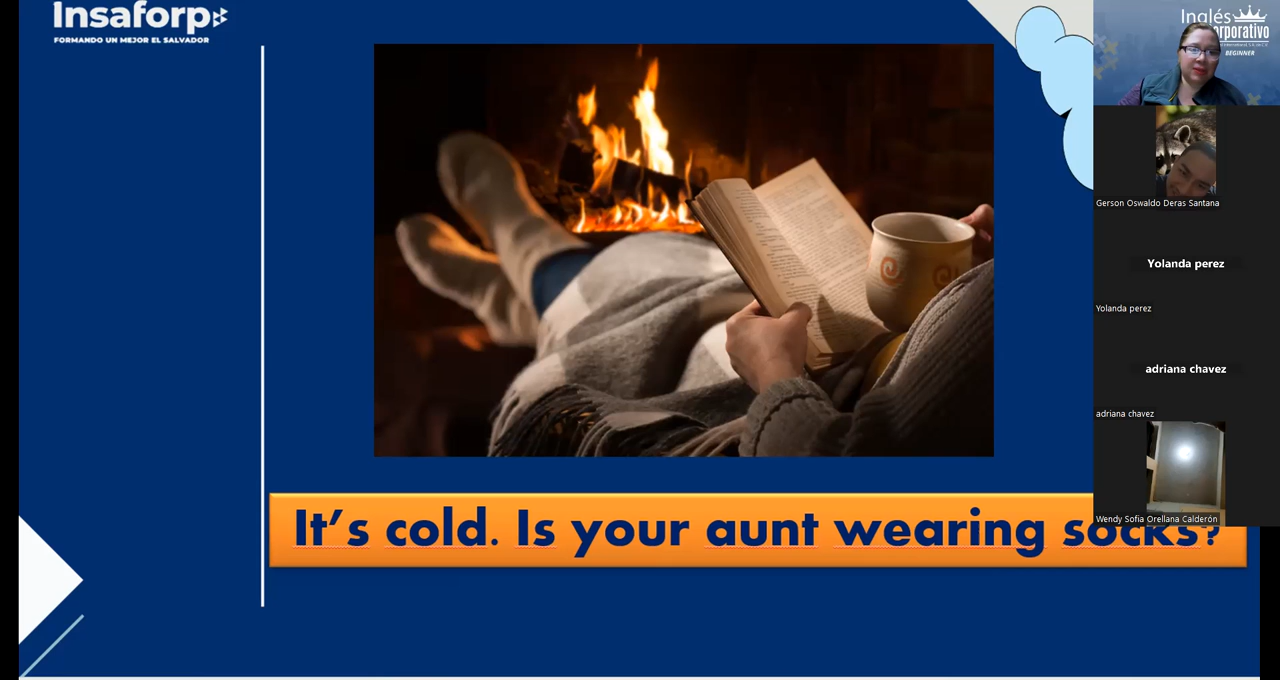 Insaforp
FORMANDO UN MEJOR EL SALVADOR
It's cold. Is your aunt wearing socks?
Inglés
orporativo
BEGINNER
Gerson Oswaldo Deras Santana
Yolanda perez
Yolanda perez
adriana chavez
adriana chavez
Wendy Sofia Orellana Calderón